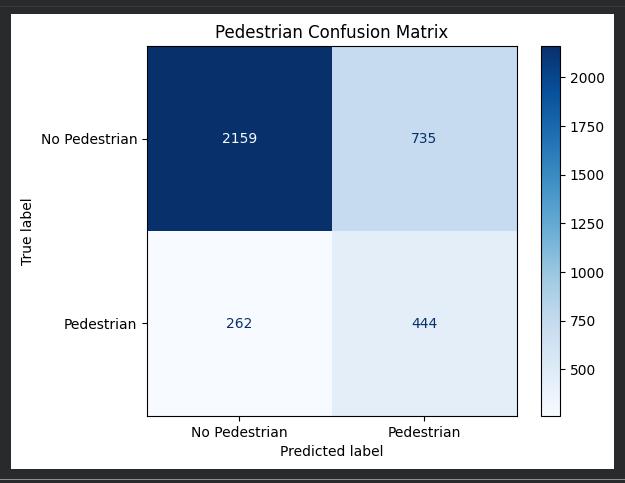 Pedestrian Confusion Matrix
No Pedestrian
Pedestrian
True label
2159
735
262
444
No Pedestrian
Pedestrian
Predicted label
2000
1750
1500
1250
1000
750
500